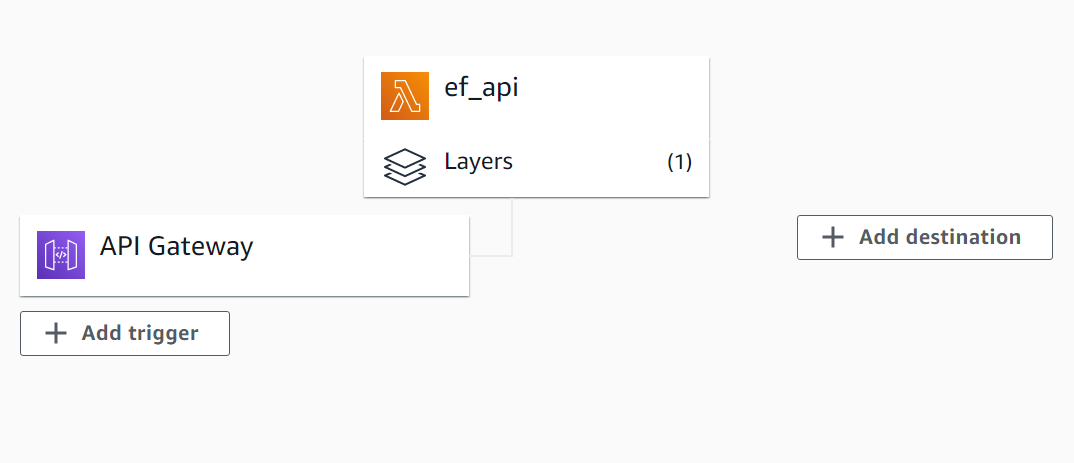 ef_api
Layers (1)
API Gateway
Add destination
Add trigger